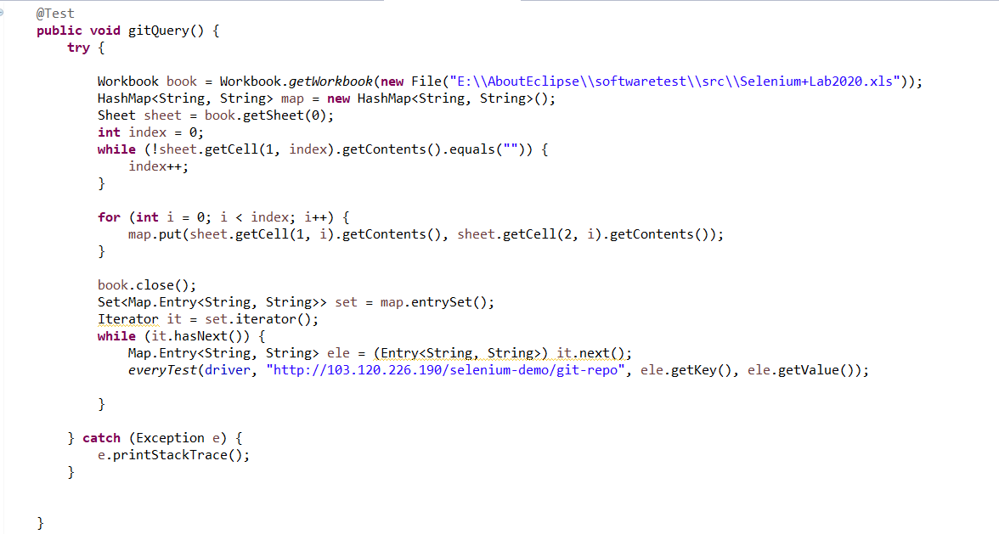 @Test
public void gitQuery() {
    try {
        Workbook book = Workbook.getWorkbook(new File("E:\\AboutEclipse\\softwaretest\\src\\Selenium+Lab2020.xls"));
        HashMap<String, String> map = new HashMap<String, String>();
        Sheet sheet = book.getSheet(0);
        int index = 0;
        while (!sheet.getCell(1, index).getContents().equals("")) {
            index++;
        }
        for (int i = 0; i < index; i++) {
            map.put(sheet.getCell(1, i).getContents(), sheet.getCell(2, i).getContents());
        }
        book.close();
        Set<Map.Entry<String, String>> set = map.entrySet();
        Iterator it = set.iterator();
        while (it.hasNext()) {
            Map.Entry<String, String> ele = (Entry<String, String>) it.next();
            everyTest(driver, "http://103.120.226.190/selenium-demo/git-repo", ele.getKey(), ele.getValue());
        }
    } catch (Exception e) {
        e.printStackTrace();
    }
}